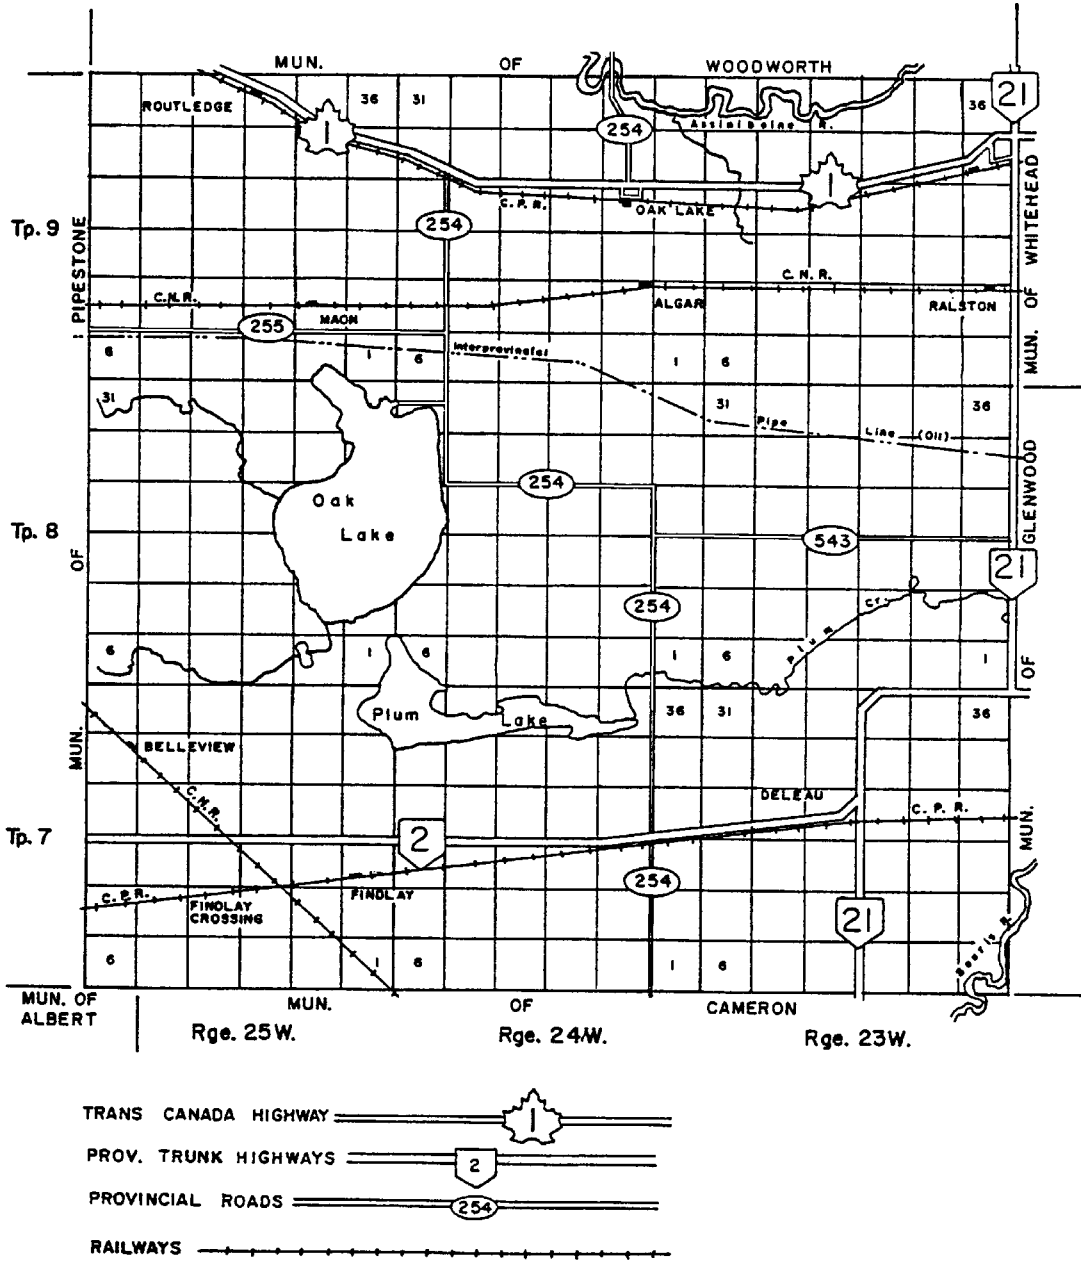 MUN. OF WOODWORTH
ROUTLEDGE 36 31 36 21
1 254 Assiniboine R.
1
C.P.R. OAK LAKE
Tp. 9 254
PIPESTONE
MUN. OF WHITEHEAD
C.N.R.
C.N.R. MAON ALGAR RALSTON
255
6 1 6 Interprovincial 1 6
31 31 36
Pipe Line (Oil)
254
Oak
Lake
Tp. 8
543
OF
GLENWOOD
21
254
Plum Cr.
6 1 6 1 6 1
OF
Plum Lake 36 31 36
MUN.
BELLEVIEW
C.N.R.
DELEAU C.P.R.
MUN.
Tp. 7 2
254
C.P.R. FINDLAY
FINDLAY
CROSSING
21
Souris R.
6 1 6 1 6
MUN. OF
ALBERT
MUN. OF CAMERON
Rge. 25W. Rge. 24W. Rge. 23W.
TRANS CANADA HIGHWAY 1
PROV. TRUNK HIGHWAYS 2
PROVINCIAL ROADS 254
RAILWAYS